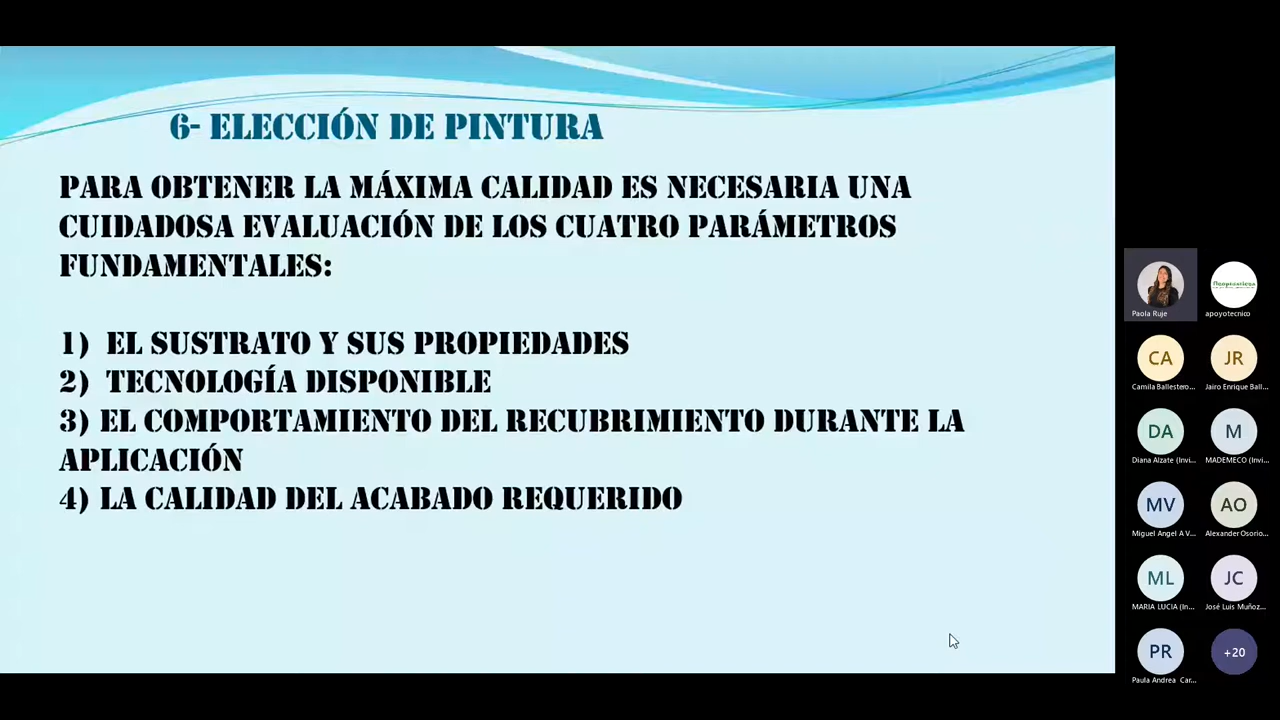 6- ELECCIÓN DE PINTURA
PARA OBTENER LA MÁXIMA CALIDAD ES NECESARIA UNA
CUIDADOSA EVALUACIÓN DE LOS CUATRO PARÁMETROS
FUNDAMENTALES:
1) EL SUSTRATO Y SUS PROPIEDADES
2) TECNOLOGÍA DISPONIBLE
3) EL COMPORTAMIENTO DEL RECUBRIMIENTO DURANTE LA
APLICACIÓN
4) LA CALIDAD DEL ACABADO REQUERIDO
Paola Ruje
apoyotecnico
CA
JR
Camila Ballestero...
Jairo Enrique Ball...
DA
M
Diana Alzate (Invi...
MADEMECO (Invi...
MV
AO
Miguel Angel A V...
Alexander Osorio...
ML
JC
MARIA LUCIA (In...
José Luis Muñoz...
PR
+20
Paula Andrea Car...